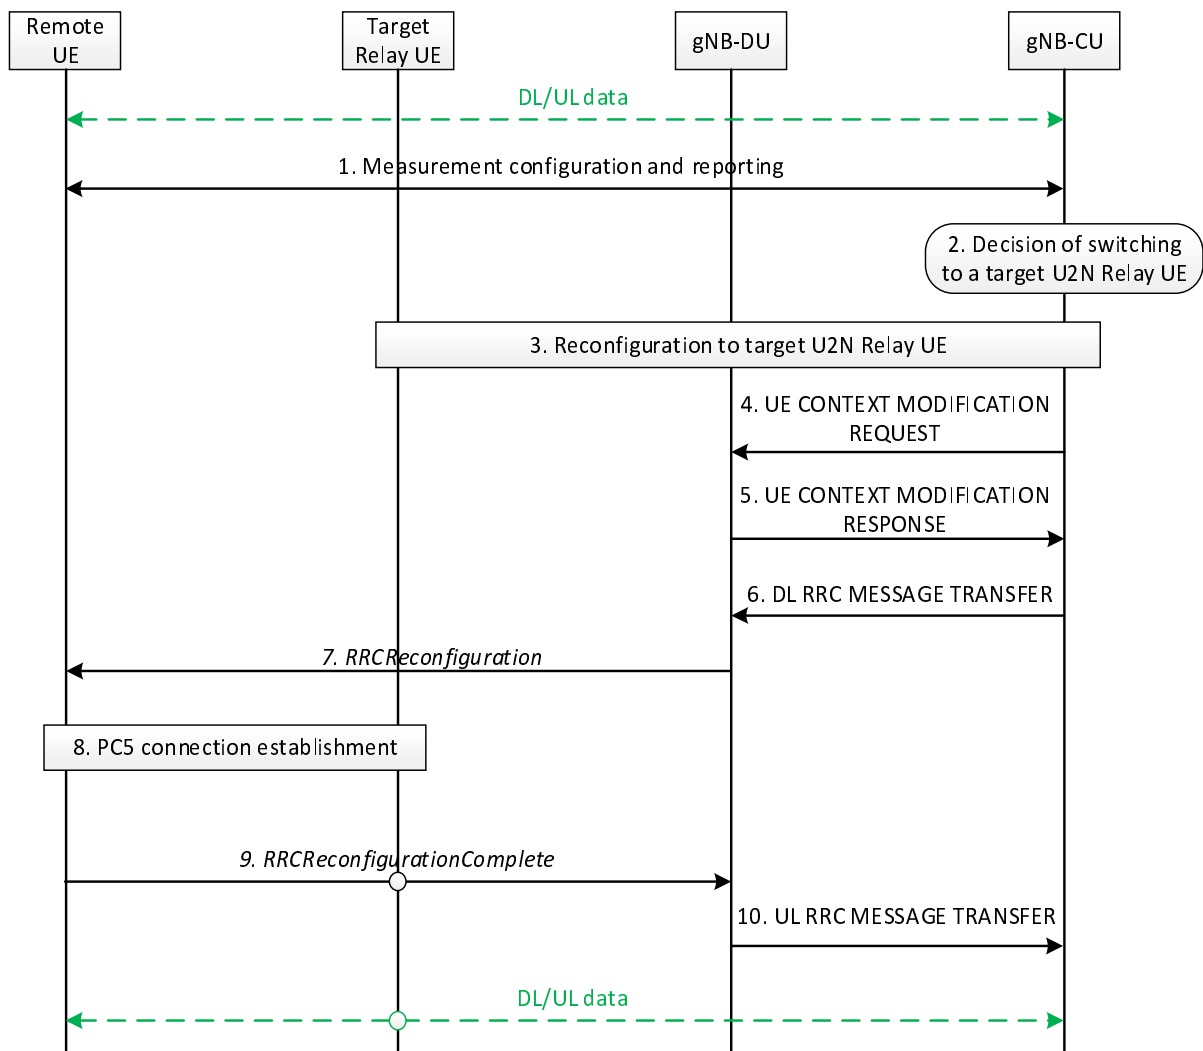 Remote
UE
Target
Relay UE
gNB-DU
gNB-CU
DL/UL data
1. Measurement configuration and reporting
2. Decision of switching
to a target U2N Relay UE
3. Reconfiguration to target U2N Relay UE
4. UE CONTEXT MODIFICATION
REQUEST
5. UE CONTEXT MODIFICATION
RESPONSE
6. DL RRC MESSAGE TRANSFER
7. RRCReconfiguration
8. PC5 connection establishment
9. RRCReconfigurationComplete
10. UL RRC MESSAGE TRANSFER
DL/UL data